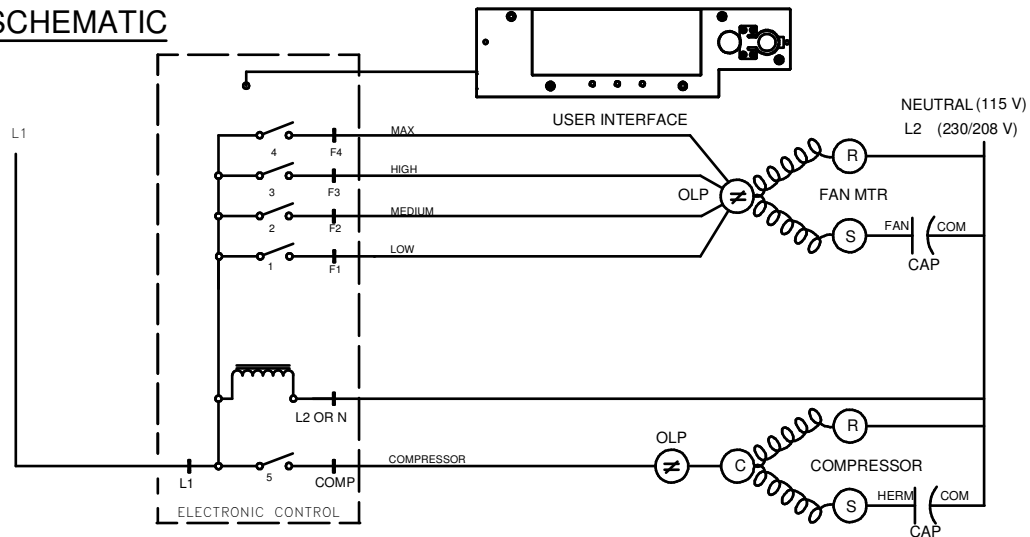 SCHEMATIC
USER INTERFACE
NEUTRAL (115 V)
L2 (230/208 V)
L1
4
F4
MAX
3
F3
HIGH
2
F2
MEDIUM
1
F1
LOW
OLP
R
FAN MTR
S
FAN
COM
CAP
L2 OR N
L1
5
COMP
COMPRESSOR
OLP
C
R
COMPRESSOR
S
HERM
COM
CAP
ELECTRONIC CONTROL